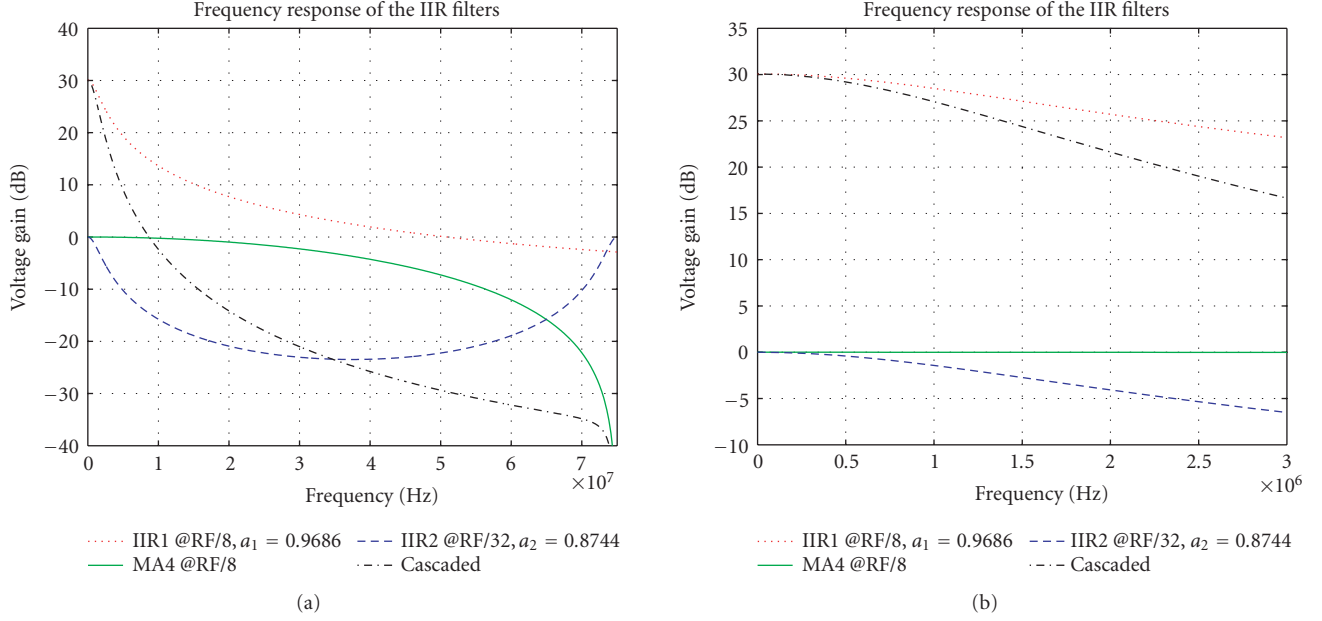 Frequency response of the IIR filters
40
30
20
10
0
−10
−20
−30
−40
Voltage gain (dB)
0 1 2 3 4 5 6 7
×10⁷
Frequency (Hz)
IIR1 @RF/8, a₁ = 0.9686
IIR2 @RF/32, a₂ = 0.8744
MA4 @RF/8
Cascaded
(a)
Frequency response of the IIR filters
35
30
25
20
15
10
5
0
−5
−10
Voltage gain (dB)
0 0.5 1 1.5 2 2.5 3
×10⁶
Frequency (Hz)
IIR1 @RF/8, a₁ = 0.9686
IIR2 @RF/32, a₂ = 0.8744
MA4 @RF/8
Cascaded
(b)